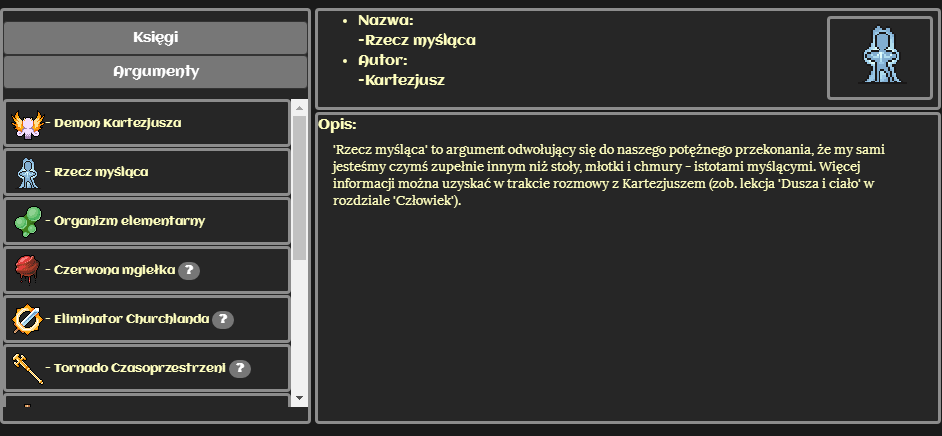 Księgi
Argumenty
- Demon Kartezjusza
- Rzecz myśląca
- Organizm elementarny
- Czerwona mgiełka ?
- Eliminator Churchlanda ?
- Tornado Czasoprzestrzeni ?
• Nazwa:
-Rzecz myśląca
• Autor:
-Kartezjusz
Opis:
'Rzecz myśląca' to argument odwołujący się do naszego potężnego przekonania, że my sami
jesteśmy czymś zupełnie innym niż stoły, młotki i chmury - istotami myślącymi. Więcej
informacji można uzyskać w trakcie rozmowy z Kartezjuszem (zob. lekcja 'Dusza i ciało' w
rozdziale 'Człowiek').